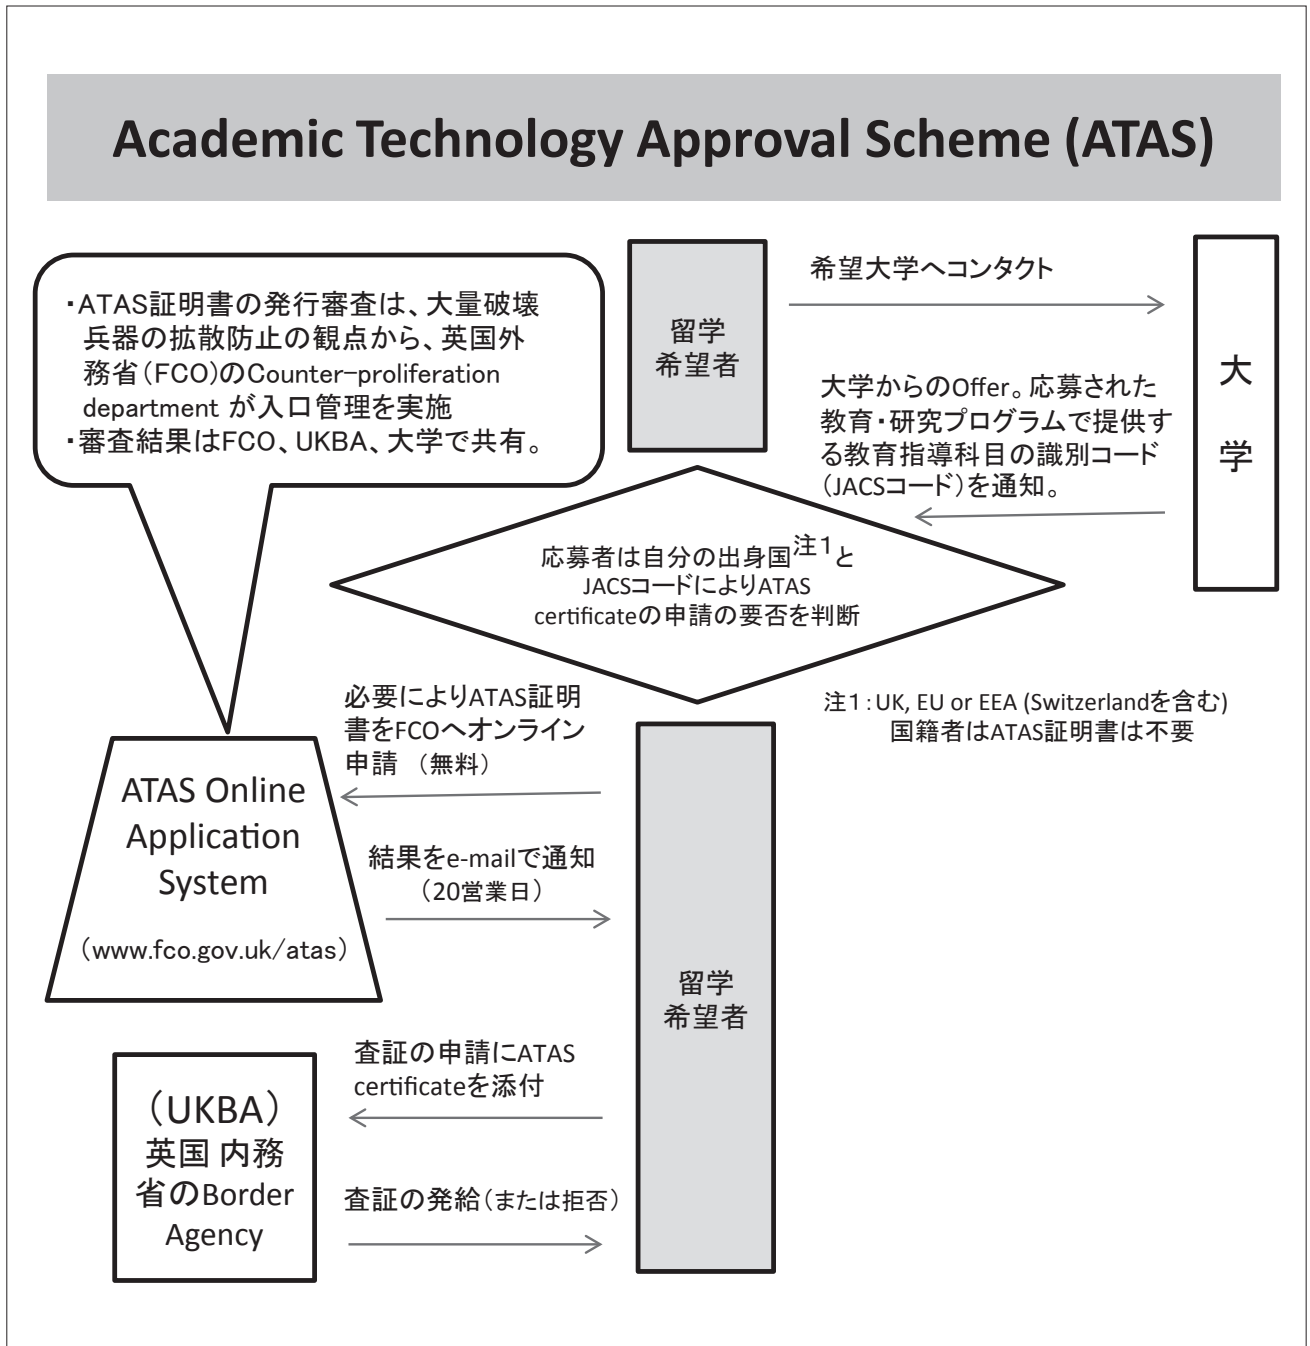 Academic Technology Approval Scheme (ATAS)
・ATAS証明書の発行審査は、大量破壊
兵器の拡散防止の観点から、英国外
務省(FCO)のCounter-proliferation
department が入口管理を実施
・審査結果はFCO、UKBA、大学で共有。
留学
希望者
希望大学へコンタクト
大学からのOffer。応募された
教育・研究プログラムで提供す
る教育指導科目の識別コード
(JACSコード)を通知。
大
学
応募者は自分の出身国注1と
JACSコードによりATAS
certificateの申請の要否を判断
注1:UK, EU or EEA (Switzerlandを含む)
国籍者はATAS証明書は不要
必要によりATAS証明
書をFCOへオンライン
申請 (無料)
ATAS Online
Application
System
(www.fco.gov.uk/atas)
結果をe-mailで通知
(20営業日)
留学
希望者
査証の申請にATAS
certificateを添付
(UKBA)
英国 内務
省のBorder
Agency
査証の発給(または拒否)